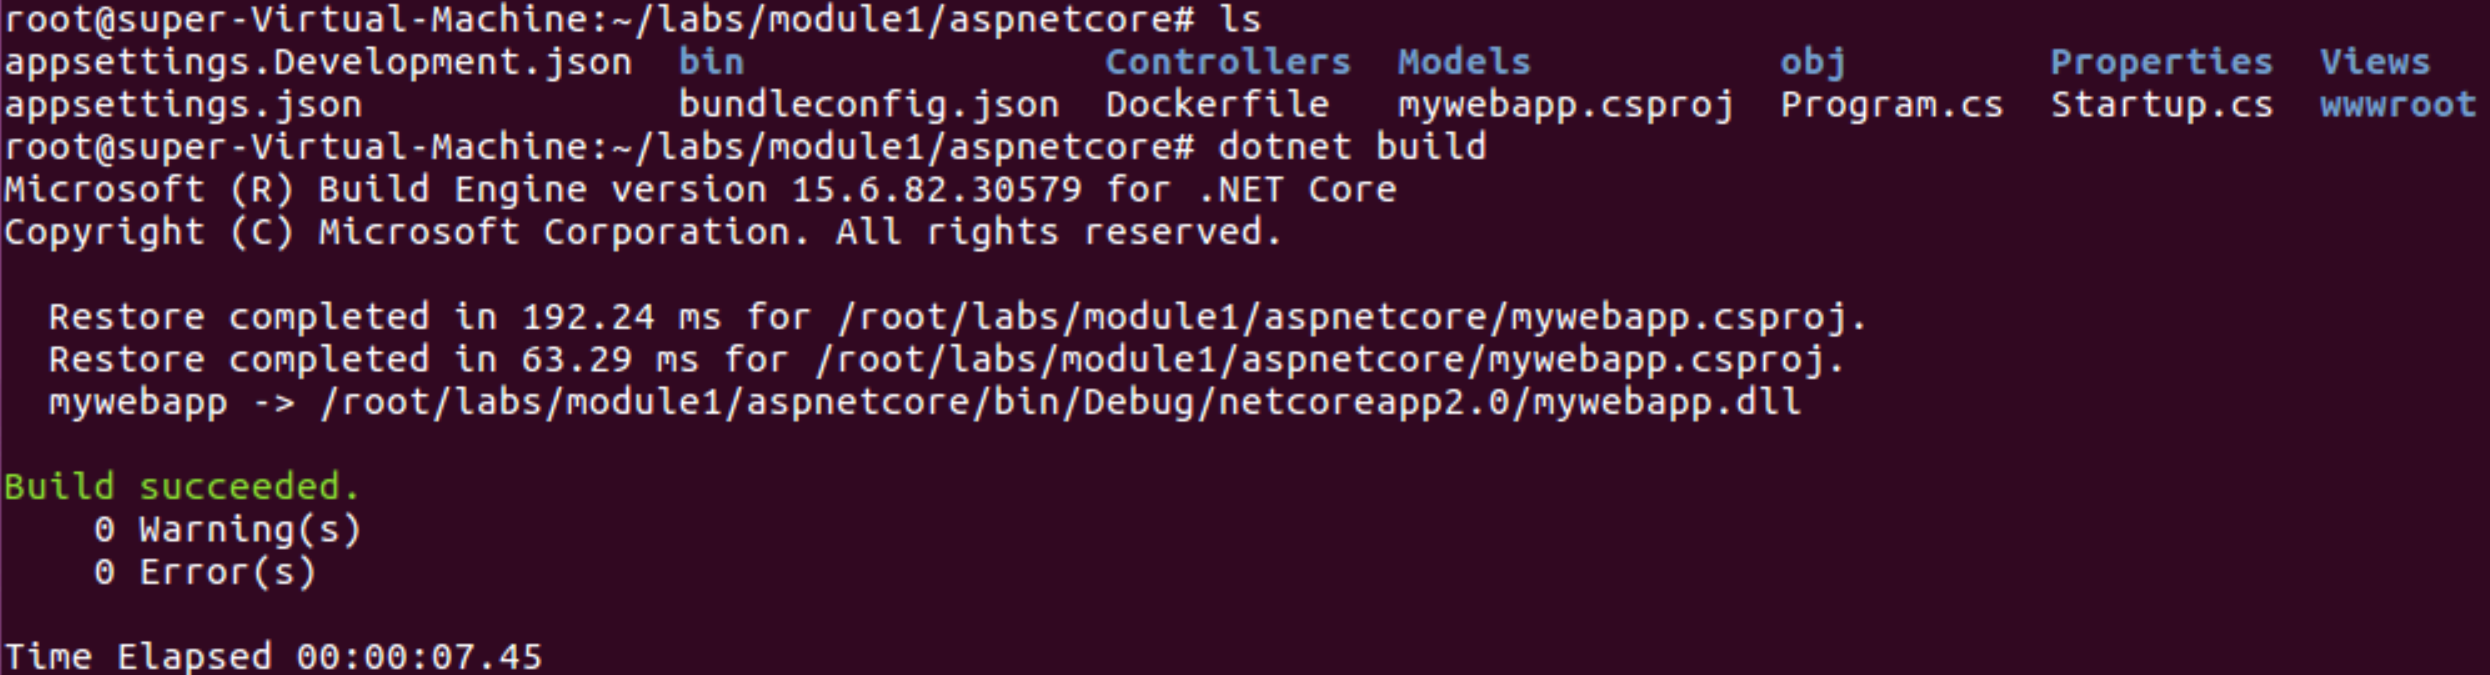 root@super-Virtual-Machine:~/labs/module1/aspnetcore# ls
appsettings.Development.json  bin                Controllers  Models           obj         Properties  Views
appsettings.json              bundleconfig.json  Dockerfile   mywebapp.csproj  Program.cs  Startup.cs  wwwroot
root@super-Virtual-Machine:~/labs/module1/aspnetcore# dotnet build
Microsoft (R) Build Engine version 15.6.82.30579 for .NET Core
Copyright (C) Microsoft Corporation. All rights reserved.

  Restore completed in 192.24 ms for /root/labs/module1/aspnetcore/mywebapp.csproj.
  Restore completed in 63.29 ms for /root/labs/module1/aspnetcore/mywebapp.csproj.
  mywebapp -> /root/labs/module1/aspnetcore/bin/Debug/netcoreapp2.0/mywebapp.dll

Build succeeded.
    0 Warning(s)
    0 Error(s)

Time Elapsed 00:00:07.45